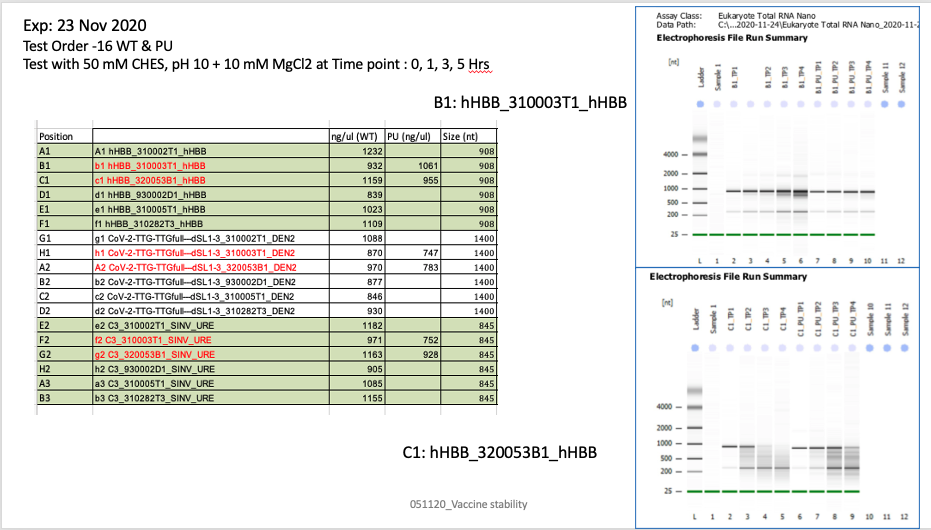 Exp: 23 Nov 2020
Test Order -16 WT & PU
Test with 50 mM CHES, pH 10 + 10 mM MgCl2 at Time point : 0, 1, 3, 5 Hrs
B1: hHBB_310003T1_hHBB
Position ng/ul (WT) PU (ng/ul) Size (nt)
A1 A1 hHBB_310002T1_hHBB 1232 908
B1 b1 hHBB_310003T1_hHBB 932 1061 908
C1 c1 hHBB_320053B1_hHBB 1159 955 908
D1 d1 hHBB_930002D1_hHBB 839 908
E1 e1 hHBB_310005T1_hHBB 1023 908
F1 f1 hHBB_310282T3_hHBB 1109 908
G1 g1 CoV-2-TTG-TTGfull—dSL1-3_310002T1_DEN2 1088 1400
H1 h1 CoV-2-TTG-TTGfull—dSL1-3_310003T1_DEN2 870 747 1400
A2 A2 CoV-2-TTG-TTGfull—dSL1-3_320053B1_DEN2 970 783 1400
B2 b2 CoV-2-TTG-TTGfull—dSL1-3_930002D1_DEN2 877 1400
C2 c2 CoV-2-TTG-TTGfull—dSL1-3_310005T1_DEN2 846 1400
D2 d2 CoV-2-TTG-TTGfull—dSL1-3_310282T3_DEN2 930 1400
E2 e2 C3_310002T1_SINV_URE 1182 845
F2 f2 C3_310003T1_SINV_URE 971 752 845
G2 g2 C3_320053B1_SINV_URE 1163 928 845
H2 h2 C3_930002D1_SINV_URE 905 845
A3 a3 C3_310005T1_SINV_URE 1085 845
B3 b3 C3_310282T3_SINV_URE 1155 845
C1: hHBB_320053B1_hHBB
051120_Vaccine stability
Assay Class: Eukaryote Total RNA Nano
Data Path: C:\...2020-11-24\Eukaryote Total RNA Nano_2020-11-2
Electrophoresis File Run Summary
[nt]
Ladder
Sample 1
B1_TP1
B1_TP2
B1_TP3
B1_TP4
B1_PU_TP1
B1_PU_TP2
B1_PU_TP3
B1_PU_TP4
Sample 11
Sample 12
4000
2000
1000
500
200
25
L 1 2 3 4 5 6 7 8 9 10 11 12
Electrophoresis File Run Summary
[nt]
Ladder
Sample 1
C1_TP1
C1_TP2
C1_TP3
C1_TP4
C1_PU_TP1
C1_PU_TP2
C1_PU_TP3
C1_PU_TP4
Sample 10
Sample 11
Sample 12
4000
2000
1000
500
200
25
L 1 2 3 4 5 6 7 8 9 10 11 12